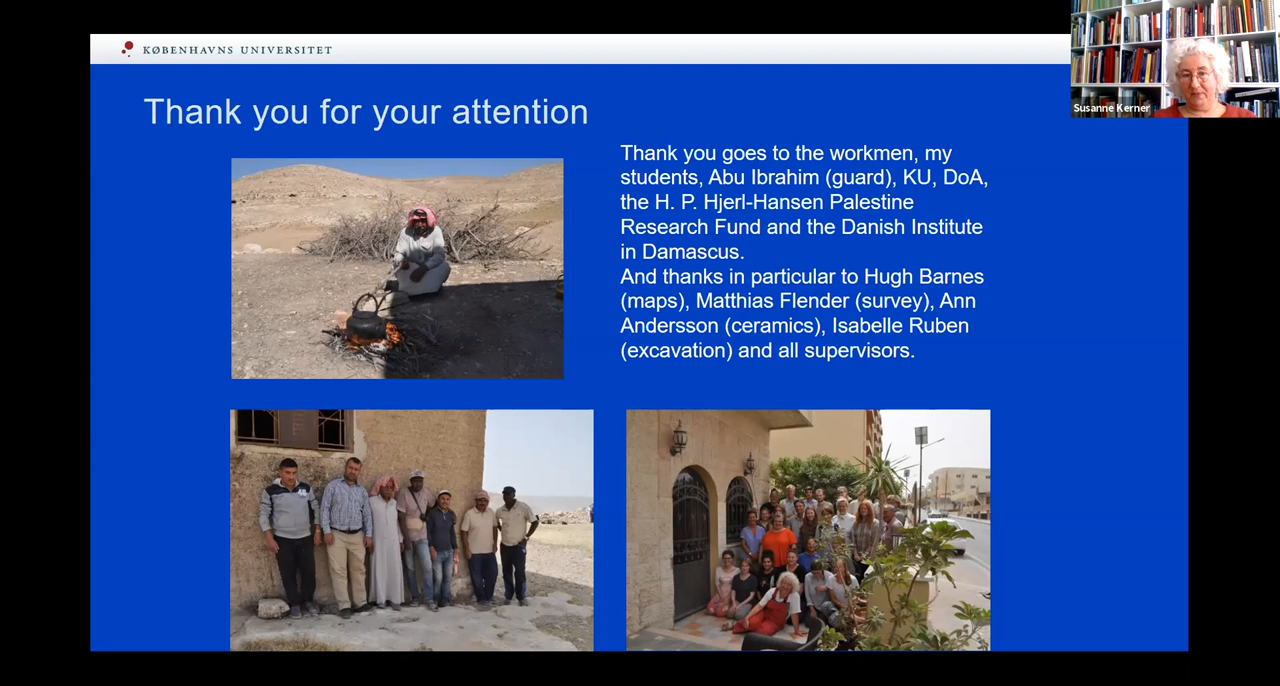 KØBENHAVNS UNIVERSITET
Susanne Kerner
Thank you for your attention
Thank you goes to the workmen, my
students, Abu Ibrahim (guard), KU, DoA,
the H. P. Hjerl-Hansen Palestine
Research Fund and the Danish Institute
in Damascus.
And thanks in particular to Hugh Barnes
(maps), Matthias Flender (survey), Ann
Andersson (ceramics), Isabelle Ruben
(excavation) and all supervisors.